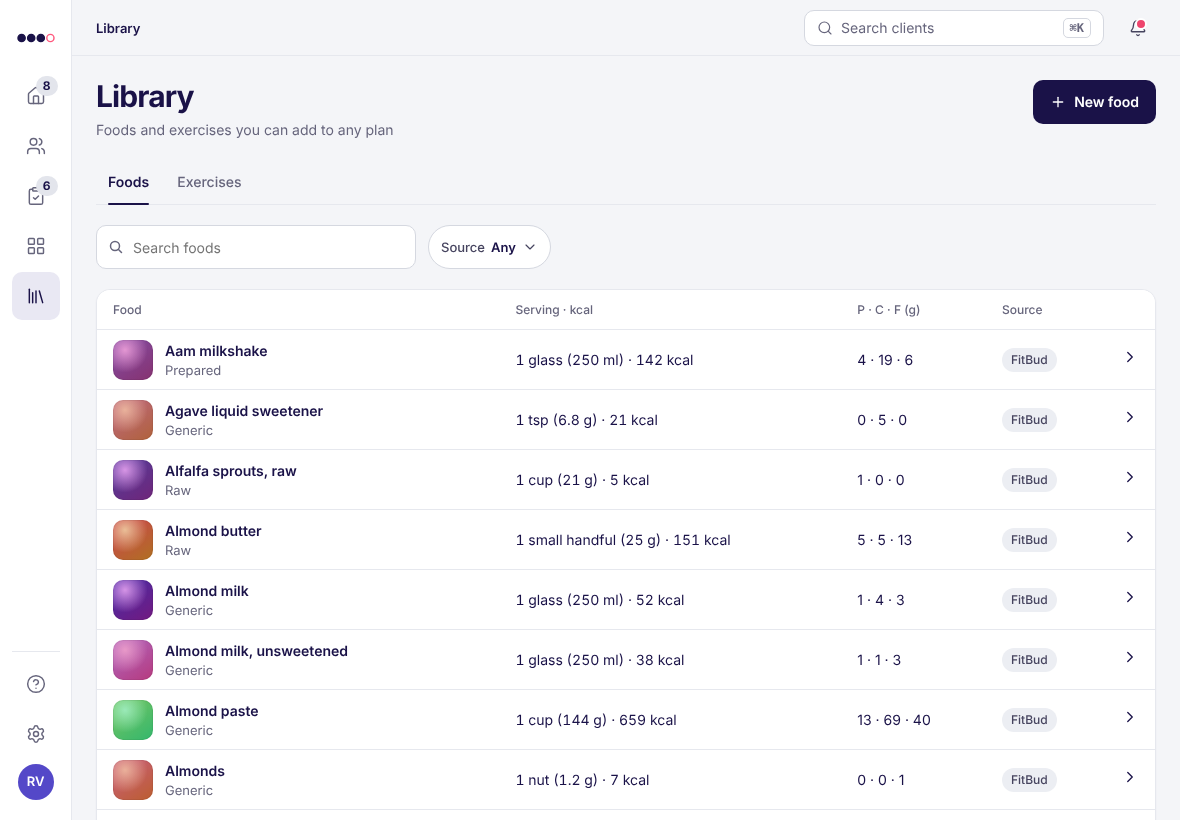 Library
Search clients
⌘K
8
6
Library
Foods and exercises you can add to any plan
+ New food
Foods
Exercises
Search foods
Source Any
Food
Serving · kcal
P · C · F (g)
Source
Aam milkshake
Prepared
1 glass (250 ml) · 142 kcal
4 · 19 · 6
FitBud
Agave liquid sweetener
Generic
1 tsp (6.8 g) · 21 kcal
0 · 5 · 0
FitBud
Alfalfa sprouts, raw
Raw
1 cup (21 g) · 5 kcal
1 · 0 · 0
FitBud
Almond butter
Raw
1 small handful (25 g) · 151 kcal
5 · 5 · 13
FitBud
Almond milk
Generic
1 glass (250 ml) · 52 kcal
1 · 4 · 3
FitBud
Almond milk, unsweetened
Generic
1 glass (250 ml) · 38 kcal
1 · 1 · 3
FitBud
Almond paste
Generic
1 cup (144 g) · 659 kcal
13 · 69 · 40
FitBud
Almonds
Generic
1 nut (1.2 g) · 7 kcal
0 · 0 · 1
FitBud
RV